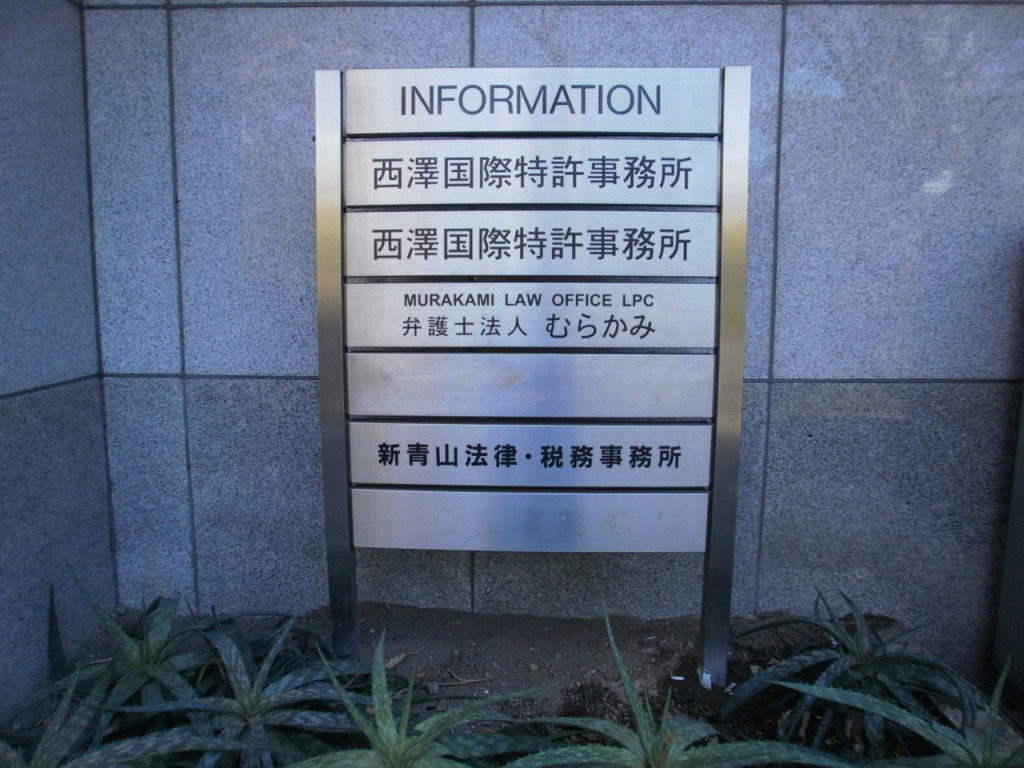 INFORMATION
西澤国際特許事務所
西澤国際特許事務所
MURAKAMI LAW OFFICE LPC
弁護士法人 むらかみ
新青山法律・税務事務所